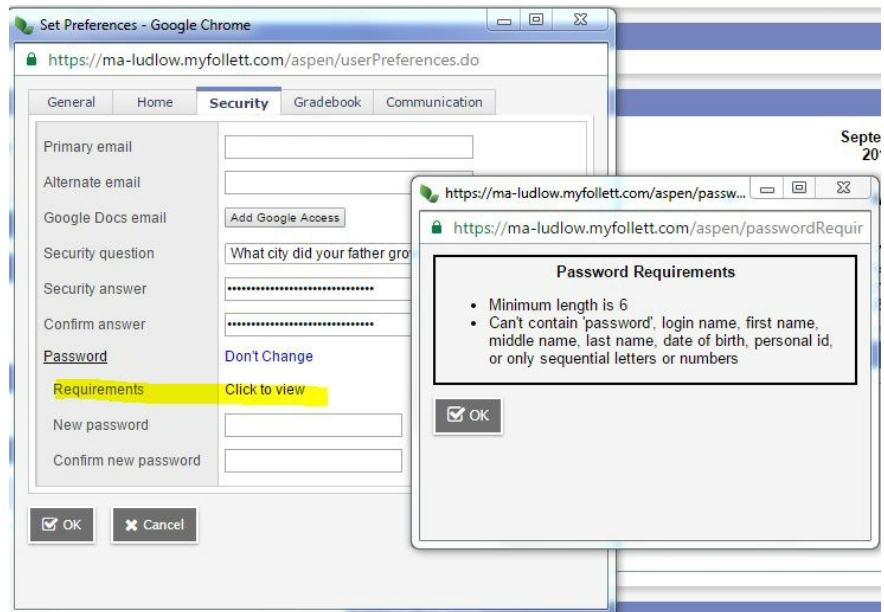 Set Preferences - Google Chrome
https://ma-ludlow.myfollett.com/aspen/userPreferences.do
General Home Security Gradebook Communication
Primary email
Alternate email
Google Docs email Add Google Access
Security question What city did your father gro
Security answer ••••••••••••••••••••••••••••••
Confirm answer ••••••••••••••••••••••••••••••
Password Don't Change
Requirements Click to view
New password
Confirm new password
OK Cancel
Septe
20
https://ma-ludlow.myfollett.com/aspen/passw...
https://ma-ludlow.myfollett.com/aspen/passwordRequir
Password Requirements
• Minimum length is 6
• Can't contain 'password', login name, first name,
middle name, last name, date of birth, personal id,
or only sequential letters or numbers
OK